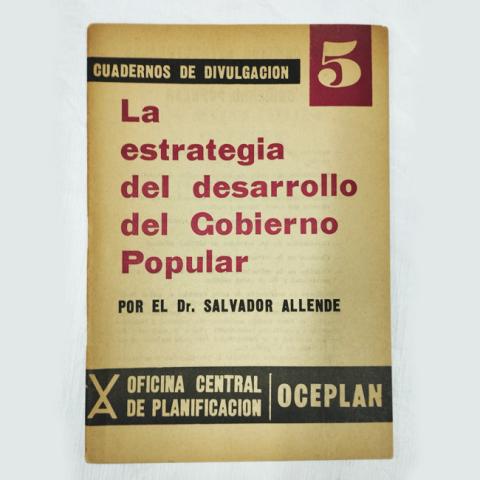 CUADERNOS DE DIVULGACION
5
La
estrategia
del desarrollo
del Gobierno
Popular
POR EL Dr. SALVADOR ALLENDE
OFICINA CENTRAL
DE PLANIFICACION
OCEPLAN